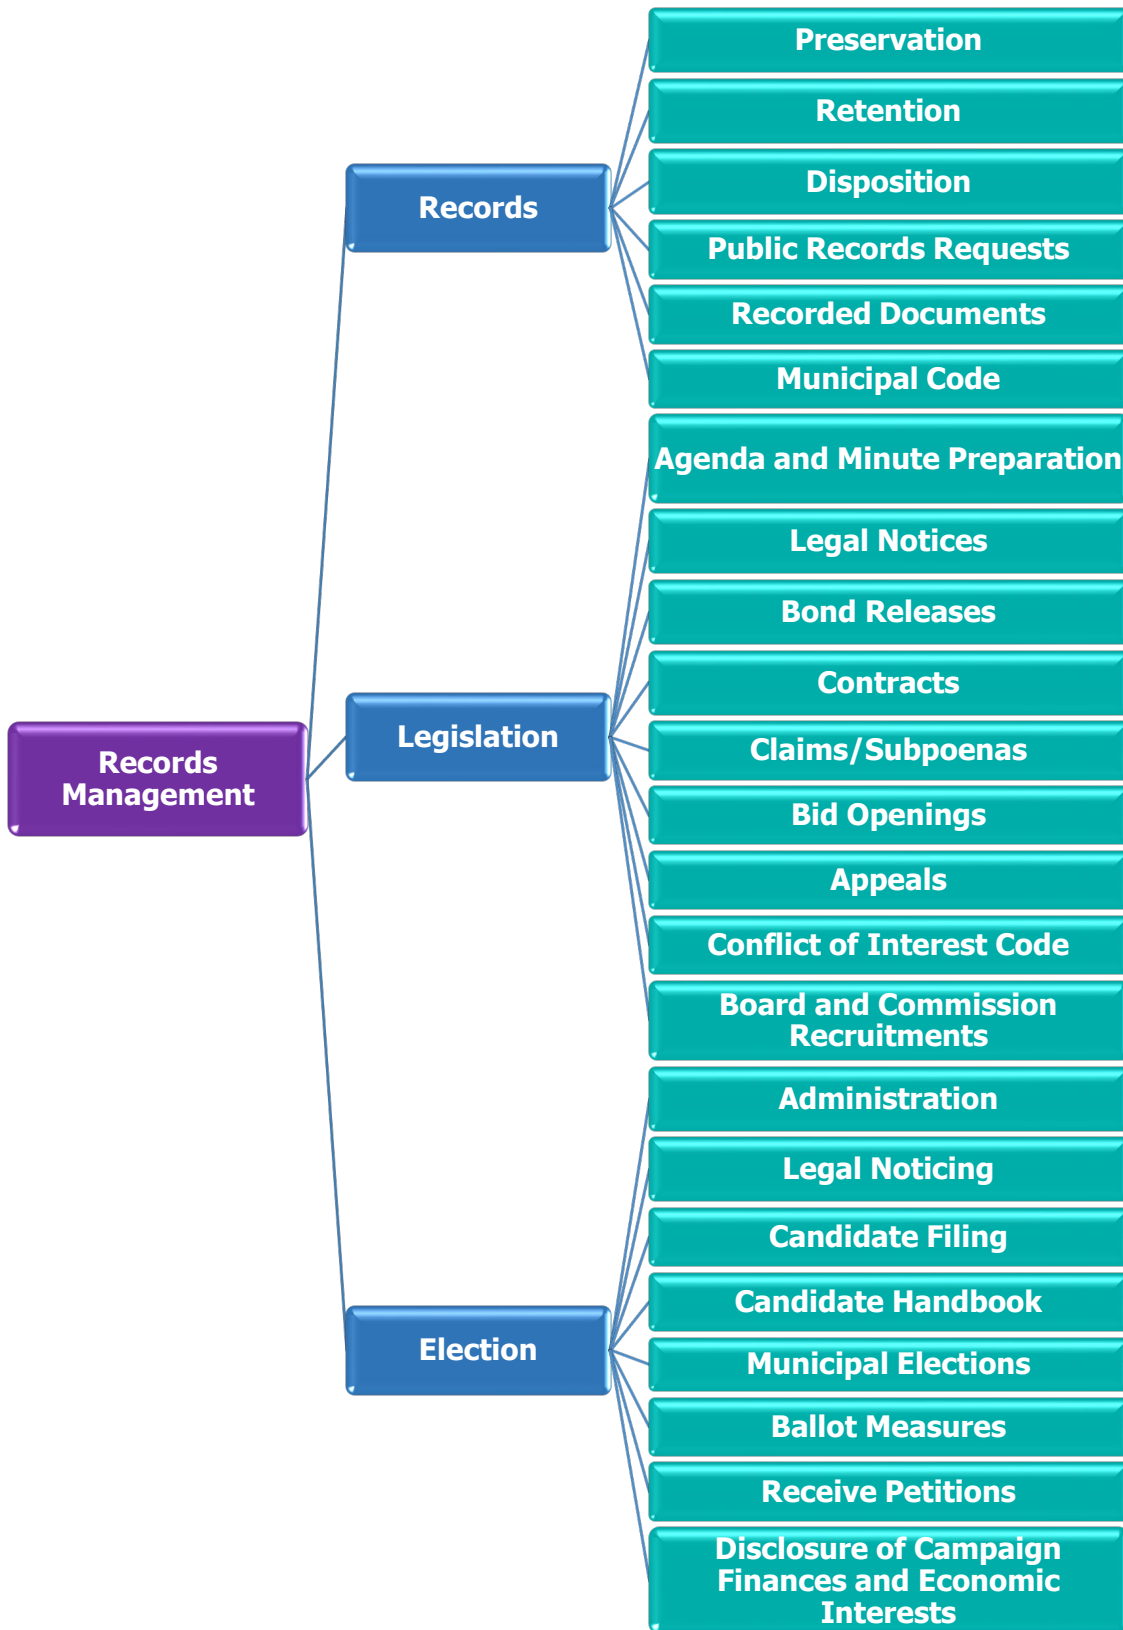 Records
Management
Records
Preservation
Retention
Disposition
Public Records Requests
Recorded Documents
Municipal Code
Legislation
Agenda and Minute Preparation
Legal Notices
Bond Releases
Contracts
Claims/Subpoenas
Bid Openings
Appeals
Conflict of Interest Code
Board and Commission
Recruitments
Election
Administration
Legal Noticing
Candidate Filing
Candidate Handbook
Municipal Elections
Ballot Measures
Receive Petitions
Disclosure of Campaign
Finances and Economic
Interests